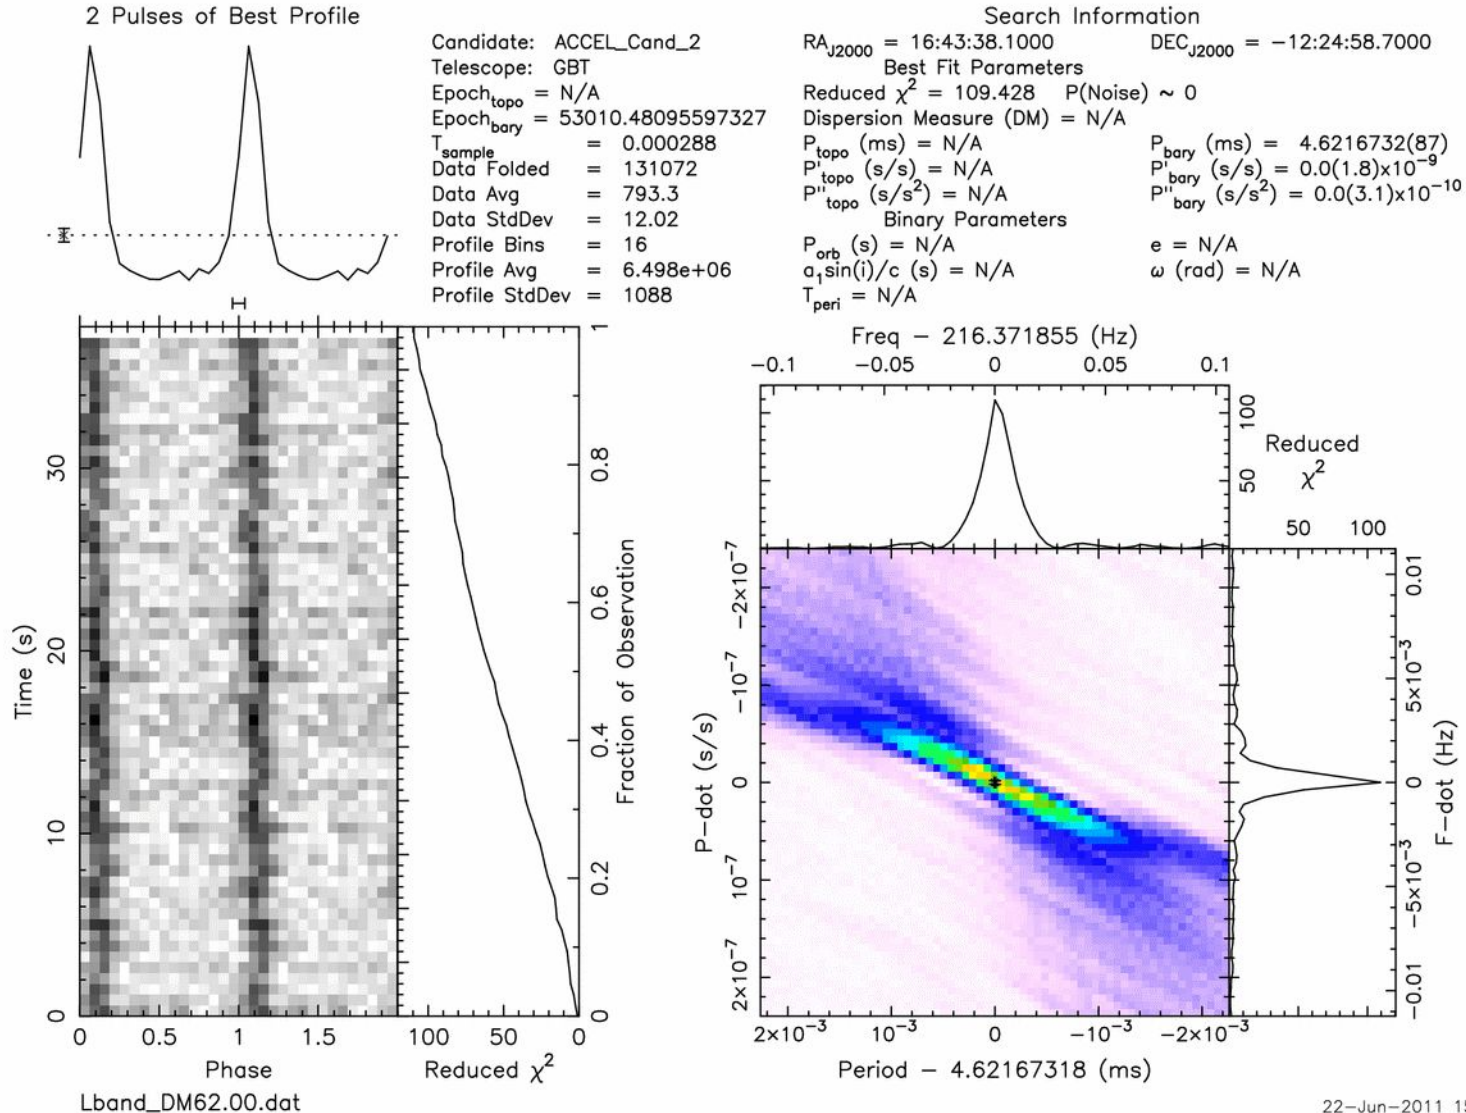 2 Pulses of Best Profile
Search Information
Candidate: ACCEL_Cand_2
Telescope: GBT
Epoch_topo = N/A
Epoch_bary = 53010.48095597327
T_sample = 0.000288
Data Folded = 131072
Data Avg = 793.3
Data StdDev = 12.02
Profile Bins = 16
Profile Avg = 6.498e+06
Profile StdDev = 1088
RA_J2000 = 16:43:38.1000 DEC_J2000 = −12:24:58.7000
Best Fit Parameters
Reduced χ² = 109.428 P(Noise) ~ 0
Dispersion Measure (DM) = N/A
P_topo (ms) = N/A P_bary (ms) = 4.6216732(87)
P'_topo (s/s) = N/A P'_bary (s/s) = 0.0(1.8)x10⁻⁹
P''_topo (s/s²) = N/A P''_bary (s/s²) = 0.0(3.1)x10⁻¹⁰
Binary Parameters
P_orb (s) = N/A e = N/A
a₁sin(i)/c (s) = N/A ω (rad) = N/A
T_peri = N/A
0 10 20 30
Time (s)
0 0.5 1 1.5
Phase
100 50 0
Reduced χ²
0 0.2 0.4 0.6 0.8 1
Fraction of Observation
Freq − 216.371855 (Hz)
−0.1 −0.05 0 0.05 0.1
50 100
Reduced
χ²
50 100
−2×10⁻⁷ −10⁻⁷ 0 10⁻⁷ 2×10⁻⁷
P−dot (s/s)
0.01 5×10⁻³ 0 −5×10⁻³ −0.01
F−dot (Hz)
2×10⁻³ 10⁻³ 0 −10⁻³ −2×10⁻³
Period − 4.62167318 (ms)
Lband_DM62.00.dat
22−Jun−2011 15